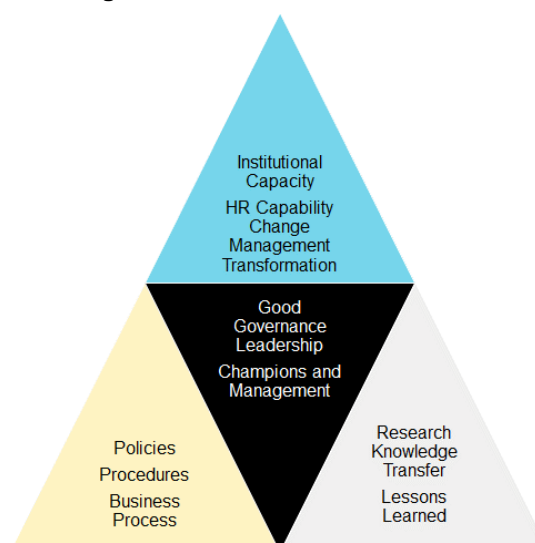 Institutional
Capacity
HR Capability
Change
Management
Transformation
Good
Governance
Leadership
Champions and
Management
Policies
Procedures
Business
Process
Research
Knowledge
Transfer
Lessons
Learned